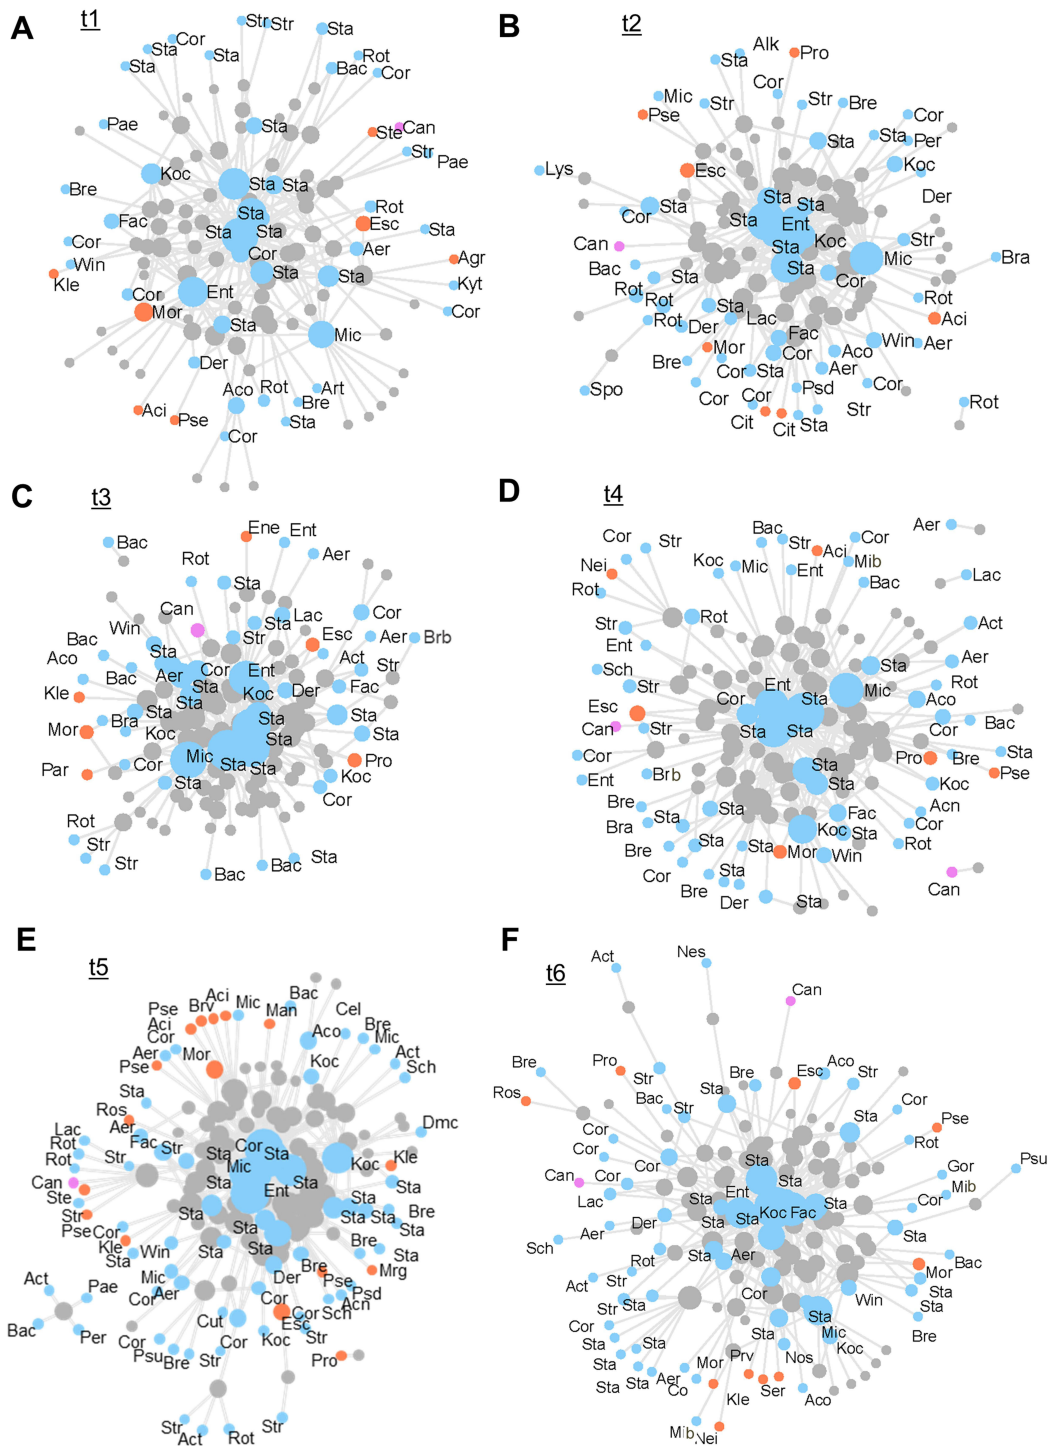 A
t1
Str Str
Sta
Cor
Sta
Sta
Sta
Rot
Bac
Cor
Pae
Sta
Ste
Can
Str
Pae
Koc
Sta
Sta
Bre
Sta
Rot
Fac
Sta
Sta
Esc
Sta
Cor
Cor
Aer
Win
Sta
Sta
Agr
Kle
Ent
Kyt
Cor
Mor
Sta
Mic
Cor
Der
Aco
Rot
Art
Bre
Aci
Pse
Sta
Cor
B
t2
Alk
Pro
Sta
Cor
Mic
Str
Str
Bre
Pse
Cor
Sta
Sta
Per
Lys
Esc
Koc
Sta
Sta
Der
Cor
Sta
Sta
Ent
Can
Sta
Koc
Str
Bac
Sta
Mic
Bra
Sta
Cor
Rot
Rot
Sta
Rot
Rot
Der
Lac
Aci
Fac
Mor
Cor
Aco
Win
Aer
Bre
Cor
Sta
Aer
Spo
Cor
Cor
Psd
Cor
Rot
Cit
Cit
Sta
Str
C
t3
Ene
Ent
Bac
Aer
Rot
Sta
Can
Lac
Cor
Win
Sta
Esc
Str
Aer
Brb
Bac
Sta
Act
Str
Aco
Bac
Aer
Cor
Ent
Kle
Sta
Koc
Der
Fac
Sta
Bra
Sta
Sta
Sta
Mor
Koc
Sta
Par
Cor
Mic
Sta
Sta
Pro
Koc
Sta
Cor
Rot
Str
Str
Bac
Bac
Sta
D
t4
Aer
Bac
Cor
Str
Str
Aci
Cor
Nei
Koc
Mic
Ent
Mib
Rot
Bac
Lac
Str
Rot
Act
Ent
Sta
Aer
Sch
Ent
Mic
Rot
Str
Cor
Sta
Aco
Esc
Can
Str
Sta
Sta
Cor
Bac
Cor
Sta
Pro
Bre
Sta
Ent
Brb
Sta
Koc
Pse
Bre
Sta
Fac
Acn
Bra
Sta
Koc
Sta
Cor
Bre
Sta
Sta
Mor
Win
Rot
Cor
Sta
Bre
Der
Sta
Can
E
t5
Aci
Bac
Pse
Brv
Mic
Man
Cel
Aci
Aco
Bre
Cor
Mic
Aer
Mor
Koc
Act
Pse
Sch
Sta
Ros
Dmc
Lac
Aer
Fac
Str
Cor
Sta
Rot
Sta
Kle
Rot
Str
Mic
Koc
Can
Sta
Ent
Sta
Sta
Ste
Str
Sta
Sta
Sta
Bre
Pse
Cor
Sta
Sta
Kle
Sta
Win
Sta
Sta
Bre
Sta
Bre
Mrg
Act
Pae
Mic
Der
Pse
Cor
Aer
Psd
Cor
Acn
Cut
Esc
Cor
Sch
Bac
Per
Cor
Cor
Koc
Str
Psu
Bre
Str
Pro
Str
Act
Rot
Str
F
t6
Act
Nes
Can
Bre
Pro
Esc
Aco
Str
Bre
Str
Ros
Sta
Bac
Str
Sta
Cor
Pse
Cor
Rot
Cor
Sta
Gor
Psu
Can
Cor
Ent
Mib
Lac
Sta
Sta
Cor
Der
Sta
Sta
Koc
Fac
Sch
Aer
Sta
Rot
Sta
Aer
Bac
Mor
Act
Str
Cor
Win
Sta
Str
Sta
Sta
Sta
Cor
Sta
Mic
Bre
Sta
Sta
Koc
Sta
Mor
Prv
Nos
Sta
Sta
Aer
Co
Kle
Ser
Aco
Mib
Nei